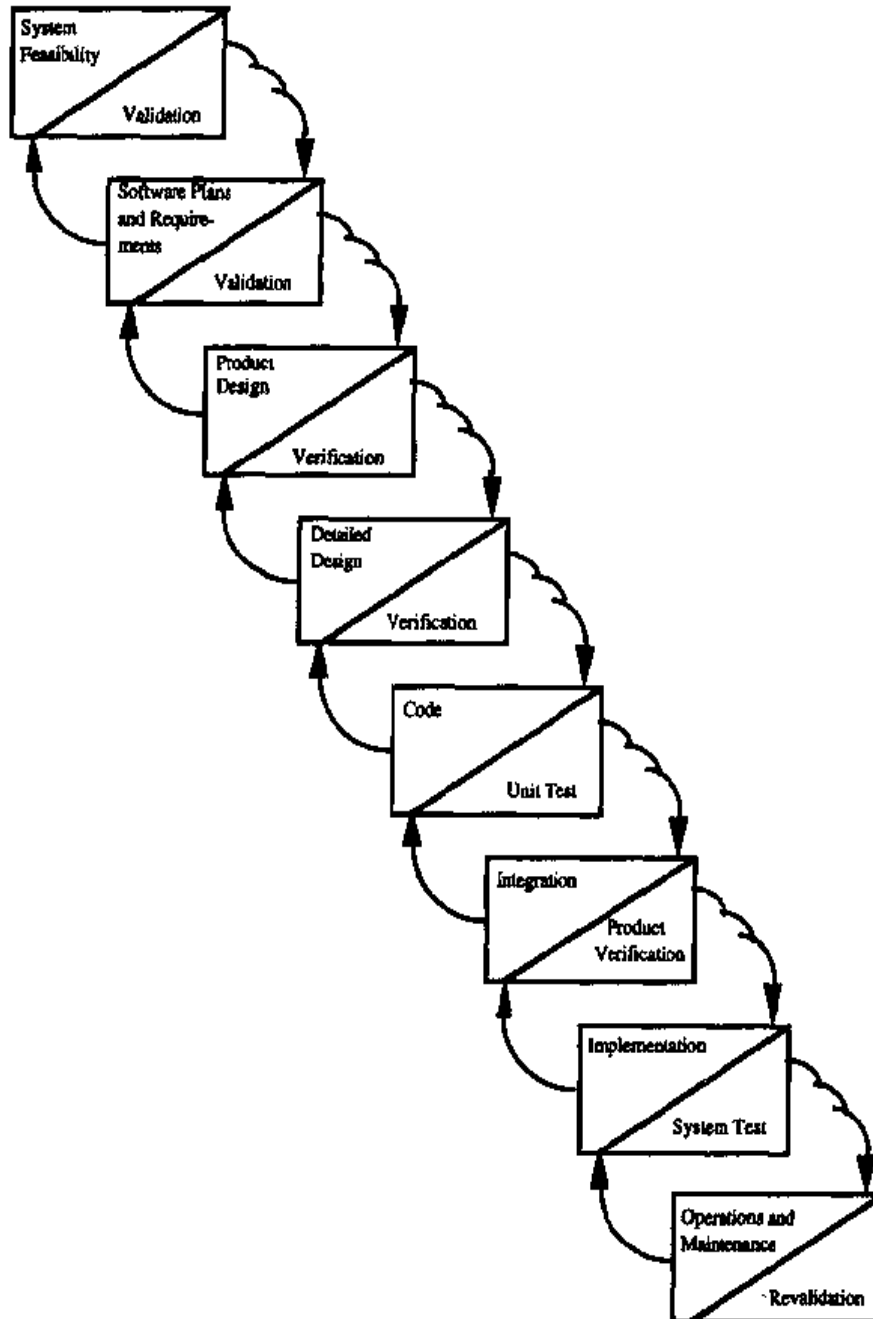 System
Feasibility
Validation
Software Plans
and Require-
ments
Validation
Product
Design
Verification
Detailed
Design
Verification
Code
Unit Test
Integration
Product
Verification
Implementation
System Test
Operations and
Maintenance
Revalidation